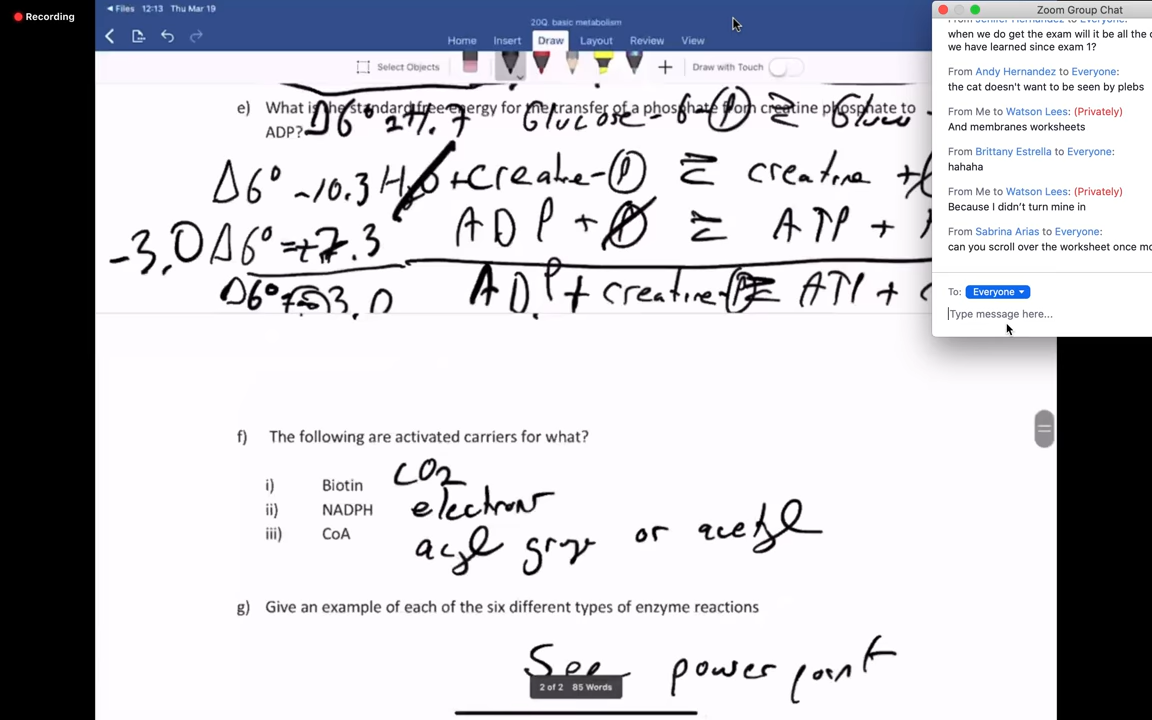 Recording
Files 12:13 Thu Mar 19
20Q. basic metabolism
Home Insert Draw Layout Review View
Select Objects
Draw with Touch
e) What is the standard free energy for the transfer of a phosphate from creatine phosphate to
ADP?
Glucose-6-P ⇌
ΔG° -10.3 H2O + creatine-P ⇌ creatine +
-3,0 ΔG° = +7.3 ADP + P ⇌ ATP +
3,0 ADP + creatine-P ⇌ ATP +
f) The following are activated carriers for what?
i) Biotin CO2
ii) NADPH electrons
iii) CoA acyl group or acetyl
g) Give an example of each of the six different types of enzyme reactions
See power point
2 of 2 85 Words
Zoom Group Chat
From Jenifer Hernandez to Everyone:
when we do get the exam will it be all the
we have learned since exam 1?
From Andy Hernandez to Everyone:
the cat doesn't want to be seen by plebs
From Me to Watson Lees: (Privately)
And membranes worksheets
From Brittany Estrella to Everyone:
hahaha
From Me to Watson Lees: (Privately)
Because I didn't turn mine in
From Sabrina Arias to Everyone:
can you scroll over the worksheet once
To: Everyone
Type message here...